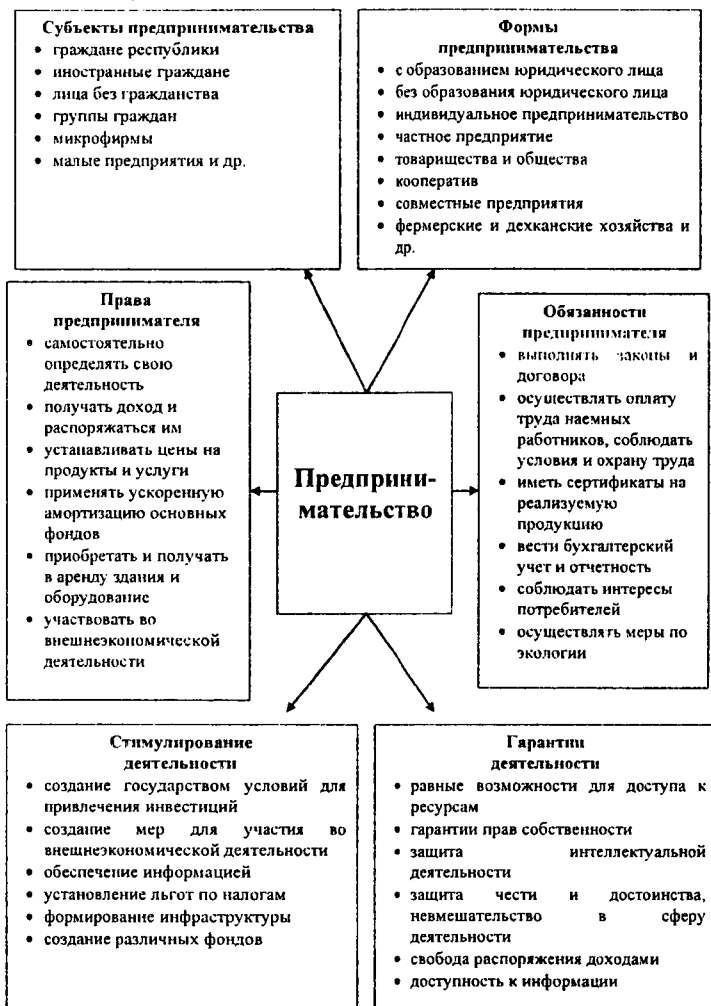 Субъекты предпринимательства
• граждане республики
• иностранные граждане
• лица без гражданства
• группы граждан
• микрофирмы
• малые предприятия и др.
Формы
предпринимательства
• с образованием юридического лица
• без образования юридического лица
• индивидуальное предпринимательство
• частное предприятие
• товарищества и общества
• кооператив
• совместные предприятия
• фермерские и дехканские хозяйства и
др.
Права
предпринимателя
• самостоятельно
определять свою
деятельность
• получать доход и
распоряжаться им
• устанавливать цены на
продукты и услуги
• применять ускоренную
амортизацию основных
фондов
• приобретать и получать
в аренду здания и
оборудование
• участвовать во
внешнеэкономической
деятельности
Предприни-
мательство
Обязанности
предпринимателя
• выполнять законы и
договора
• осуществлять оплату
труда наемных
работников, соблюдать
условия и охрану труда
• иметь сертификаты на
реализуемую
продукцию
• вести бухгалтерский
учет и отчетность
• соблюдать интересы
потребителей
• осуществлять меры по
экологии
Стимулирование
деятельности
• создание государством условий для
привлечения инвестиций
• создание мер для участия во
внешнеэкономической деятельности
• обеспечение информацией
• установление льгот по налогам
• формирование инфраструктуры
• создание различных фондов
Гарантии
деятельности
• равные возможности для доступа к
ресурсам
• гарантии прав собственности
• защита интеллектуальной
деятельности
• защита чести и достоинства,
невмешательство в сферу
деятельности
• свобода распоряжения доходами
• доступность к информации